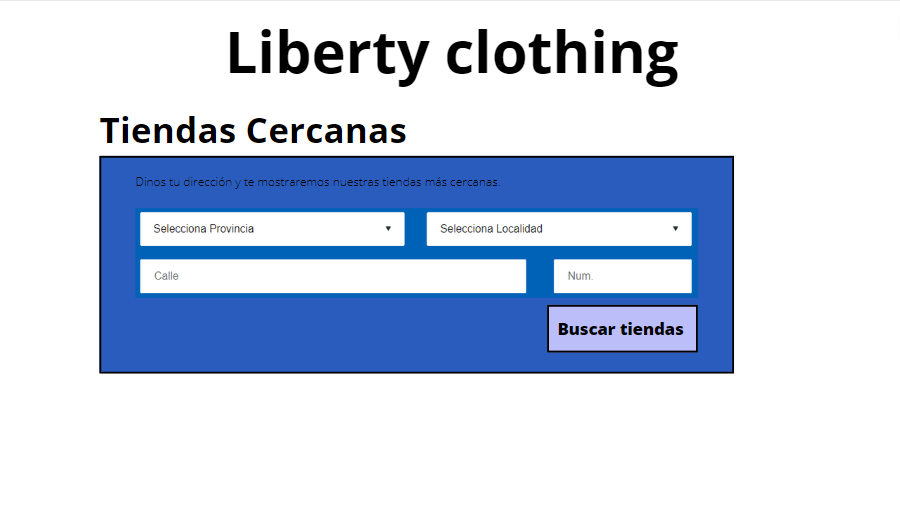 Liberty clothing
Tiendas Cercanas
Dinos tu dirección y te mostraremos nuestras tiendas más cercanas.
Selecciona Provincia
Selecciona Localidad
Calle
Num.
Buscar tiendas